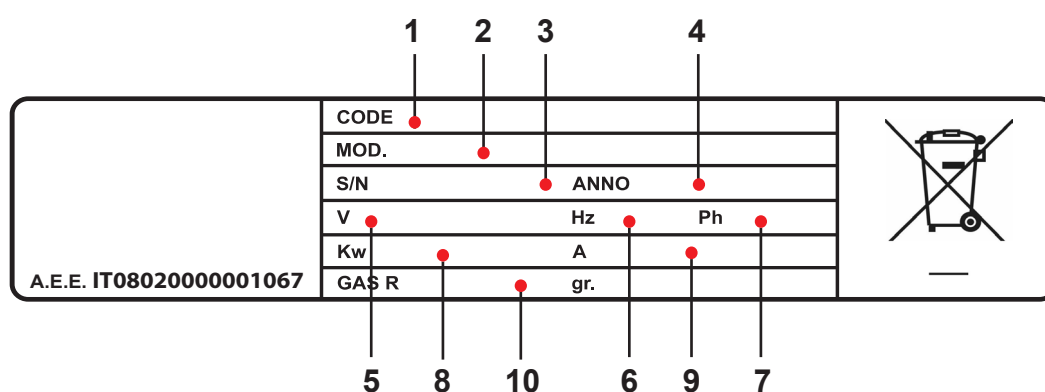 1 2 3 4
CODE
MOD.
S/N ANNO
V Hz Ph
Kw A
A.E.E. IT08020000001067
GAS R gr.
5 8 10 6 9 7